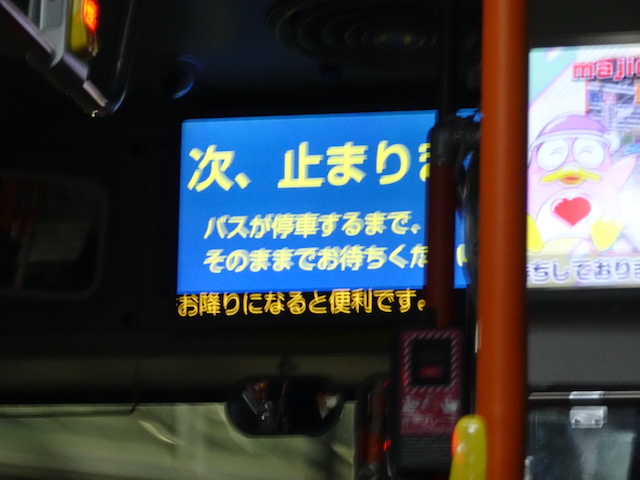 次、止まりま
バスが停車するまで、
そのままでお待ちくださ
お降りになると便利です。
maji
ちしておりま